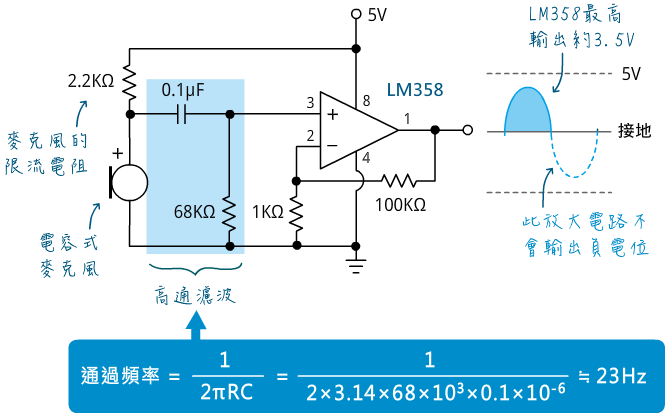 5V
LM358最高
輸出約3.5V
2.2KΩ
0.1μF
3
8
LM358
5V
+
1
2
−
接地
麥克風的
限流電阻
+
4
68KΩ
1KΩ
100KΩ
電容式
麥克風
此放大電路不
會輸出負電位
高通濾波
通過頻率 = 1 / 2πRC = 1 / 2×3.14×68×10³×0.1×10⁻⁶ ≒ 23Hz